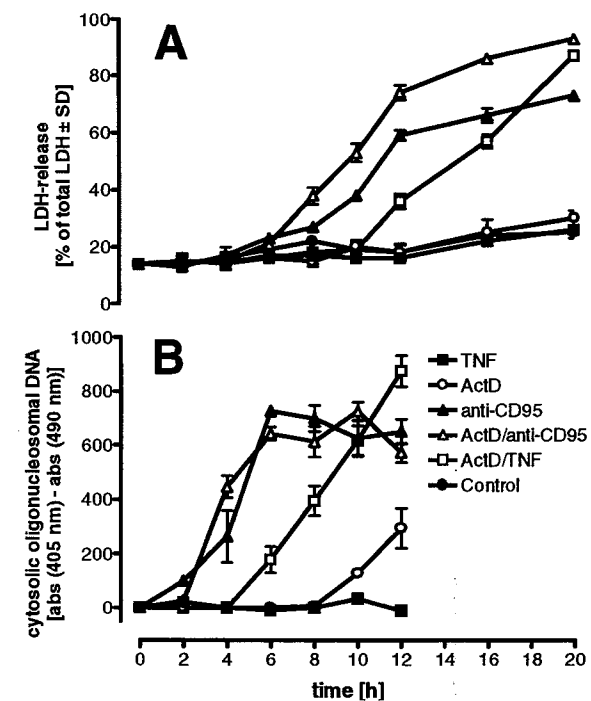 A
100
80
60
40
20
0
LDH-release
[% of total LDH ± SD]
B
1000
800
600
400
200
0
cytosolic oligonucleosomal DNA
[abs (405 nm) - abs (490 nm)]
TNF
ActD
anti-CD95
ActD/anti-CD95
ActD/TNF
Control
0 2 4 6 8 10 12 14 16 18 20
time [h]